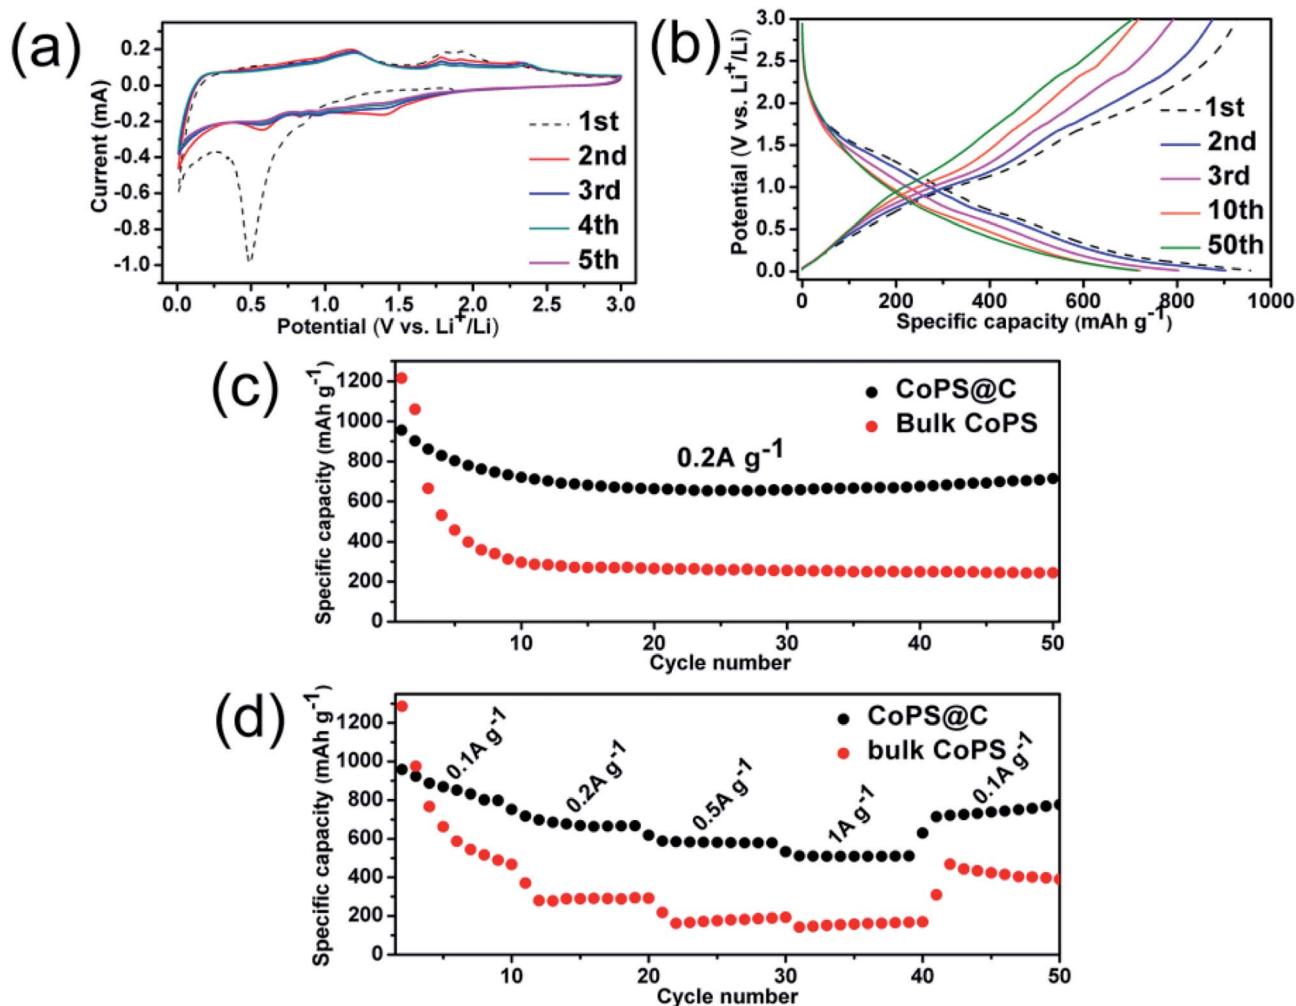 (a)
0.2
0.0
-0.2
-0.4
-0.6
-0.8
-1.0
Current (mA)
1st
2nd
3rd
4th
5th
0.0 0.5 1.0 1.5 2.0 2.5 3.0
Potential (V vs. Li⁺/Li)
(b)
3.0
2.5
2.0
1.5
1.0
0.5
0.0
Potential (V vs. Li⁺/Li)
1st
2nd
3rd
10th
50th
0 200 400 600 800 1000
Specific capacity (mAh g⁻¹)
(c)
1200
1000
800
600
400
200
0
Specific capacity (mAh g⁻¹)
CoPS@C
Bulk CoPS
0.2A g⁻¹
10 20 30 40 50
Cycle number
(d)
1200
1000
800
600
400
200
0
Specific capacity (mAh g⁻¹)
CoPS@C
bulk CoPS
0.1A g⁻¹
0.2A g⁻¹
0.5A g⁻¹
1A g⁻¹
0.1A g⁻¹
10 20 30 40 50
Cycle number